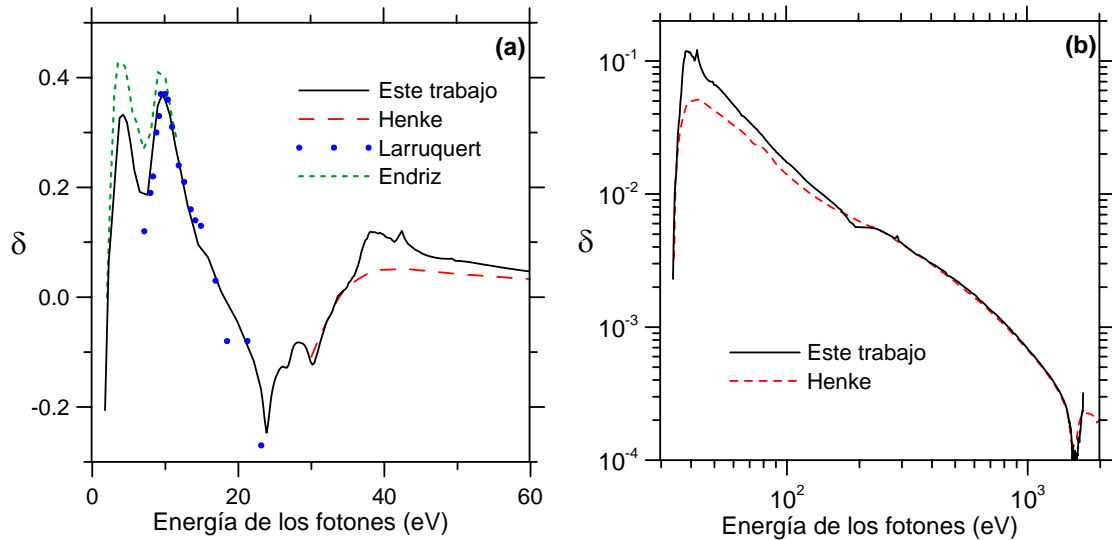 (a)
0.4
0.2
0.0
-0.2
δ
Este trabajo
Henke
Larruquert
Endriz
0
20
40
60
Energía de los fotones (eV)
(b)
10⁻¹
10⁻²
10⁻³
10⁻⁴
δ
Este trabajo
Henke
10²
10³
Energía de los fotones (eV)